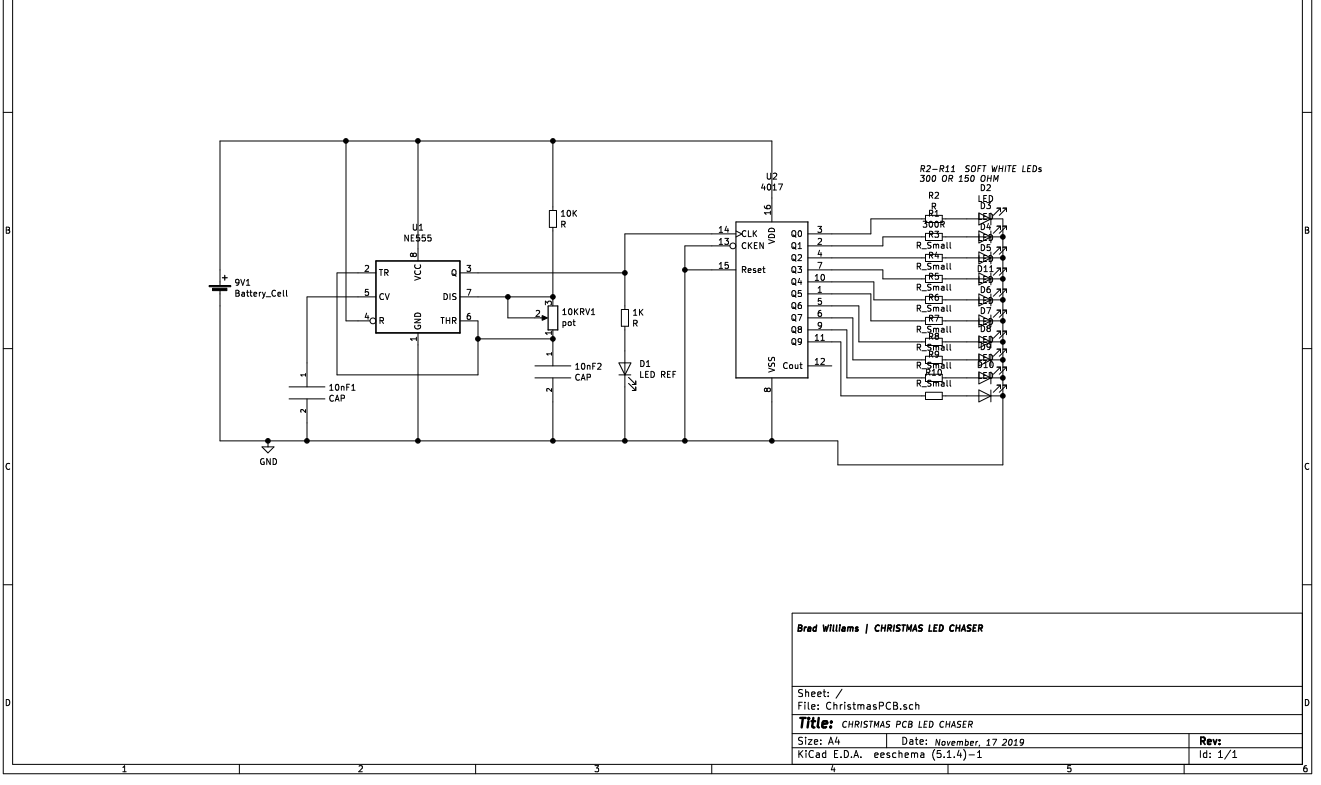 R2-R11 SOFT WHITE LEDs
300 OR 150 OHM
D2
LED
R2
R
D3
LED
R1
300R
D4
LED
R3
R_Small
D5
LED
R4
R_Small
D11
LED
R5
R_Small
D6
LED
R6
R_Small
D7
LED
R7
R_Small
D8
LED
R8
R_Small
D9
LED
R9
R_Small
D10
LED
R10
R_Small
U2
4017
16
VDD
14
CLK
13
CKEN
15
Reset
Q0
3
Q1
2
Q2
4
Q3
7
Q4
10
Q5
1
Q6
5
Q7
6
Q8
9
Q9
11
Cout
12
VSS
8
10K
R
U1
NE555
8
VCC
2
TR
5
CV
4
R
Q
3
DIS
7
THR
6
GND
1
+
9V1
Battery_Cell
3
2
1
10KRV1
pot
1K
R
D1
LED REF
1
10nF2
CAP
2
1
10nF1
CAP
2
GND
B
B
C
C
D
D
Brad Williams | CHRISTMAS LED CHASER
Sheet: /
File: ChristmasPCB.sch
Title: CHRISTMAS PCB LED CHASER
Size: A4
Date: November, 17 2019
Rev:
KiCad E.D.A. eeschema (5.1.4)-1
Id: 1/1
1
2
3
4
5
6